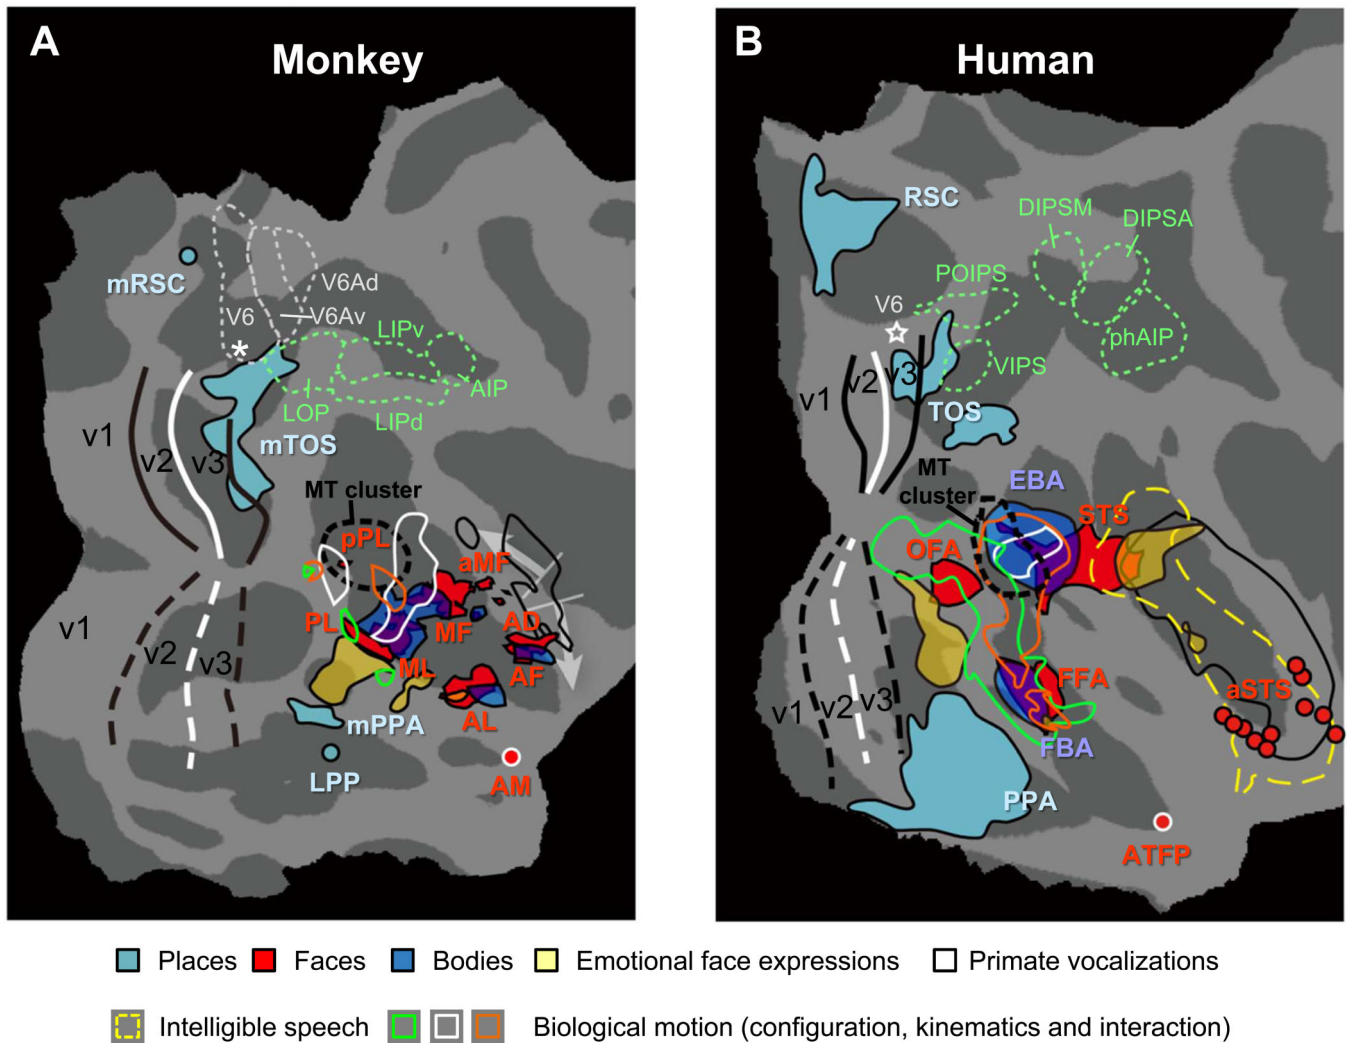 A
Monkey
mRSC
V6Ad
V6
V6Av
*
LIPv
AIP
LOP
LIPd
mTOS
v1
v2
v3
MT cluster
pPL
aMF
PL
MF
AD
ML
AF
AL
mPPA
LPP
AM
v1
v2
v3
B
Human
RSC
DIPSM
DIPSA
POIPS
V6
phAIP
VIPS
v1
v2
v3
TOS
MT
cluster
EBA
STS
OFA
FFA
aSTS
FBA
v1
v2
v3
PPA
ATFP
Places
Faces
Bodies
Emotional face expressions
Primate vocalizations
Intelligible speech
Biological motion (configuration, kinematics and interaction)